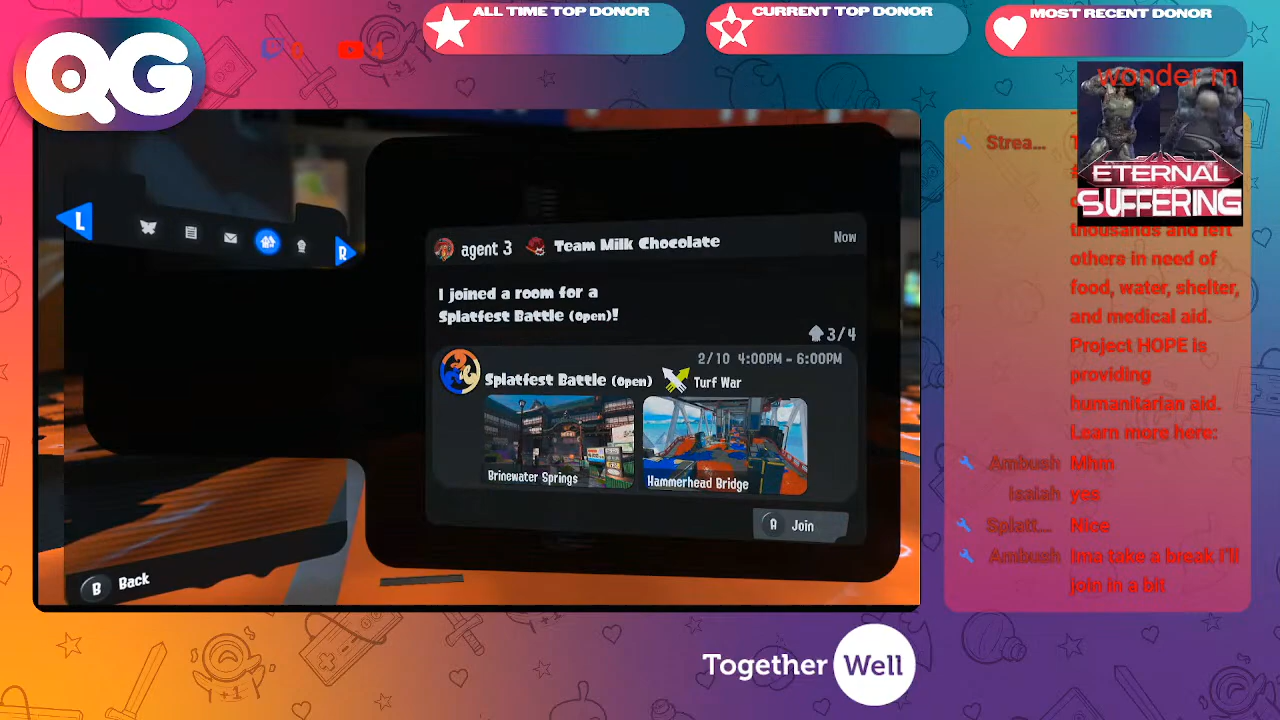 QG
0
4
ALL TIME TOP DONOR
CURRENT TOP DONOR
MOST RECENT DONOR
wonder m
ETERNAL
SUFFERING
L
R
agent 3
Team Milk Chocolate
Now
I joined a room for a
Splatfest Battle (Open)!
3/4
2/10 4:00PM – 6:00PM
Splatfest Battle (Open)
Turf War
Brinewater Springs
Hammerhead Bridge
A Join
B Back
Strea...
thousands and left
others in need of
food, water, shelter,
and medical aid.
Project HOPE is
providing
humanitarian aid.
Learn more here:
Ambush Mhm
Isaiah yes
Splatt... Nice
Ambush Ima take a break i'll
join in a bit
Together Well